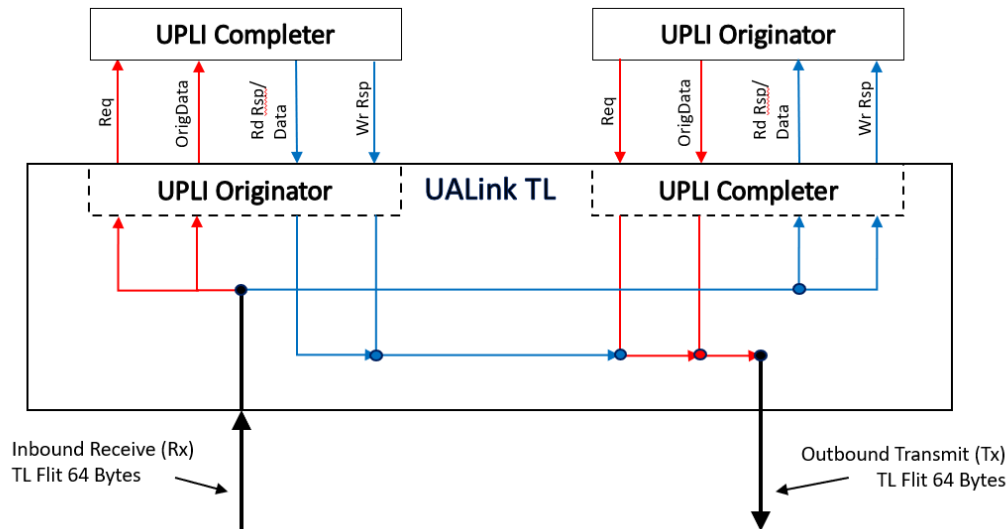 UPLI Completer
UPLI Originator
Req
OrigData
Rd Rsp/
Data
Wr Rsp
Req
OrigData
Rd Rsp/
Data
Wr Rsp
UPLI Originator
UALink TL
UPLI Completer
Inbound Receive (Rx)
TL Flit 64 Bytes
Outbound Transmit (Tx)
TL Flit 64 Bytes